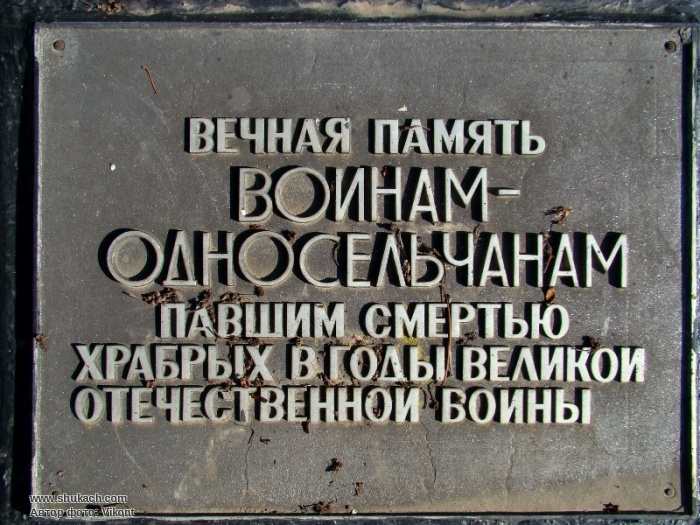 ВЕЧНАЯ ПАМЯТЬ
ВОИНАМ-
ОДНОСЕЛЬЧАНАМ
ПАВШИМ СМЕРТЬЮ
ХРАБРЫХ В ГОДЫ ВЕЛИКОИ
ОТЕЧЕСТВЕННОИ ВОИНЫ
www.shukach.com
Автор фото: Vikont